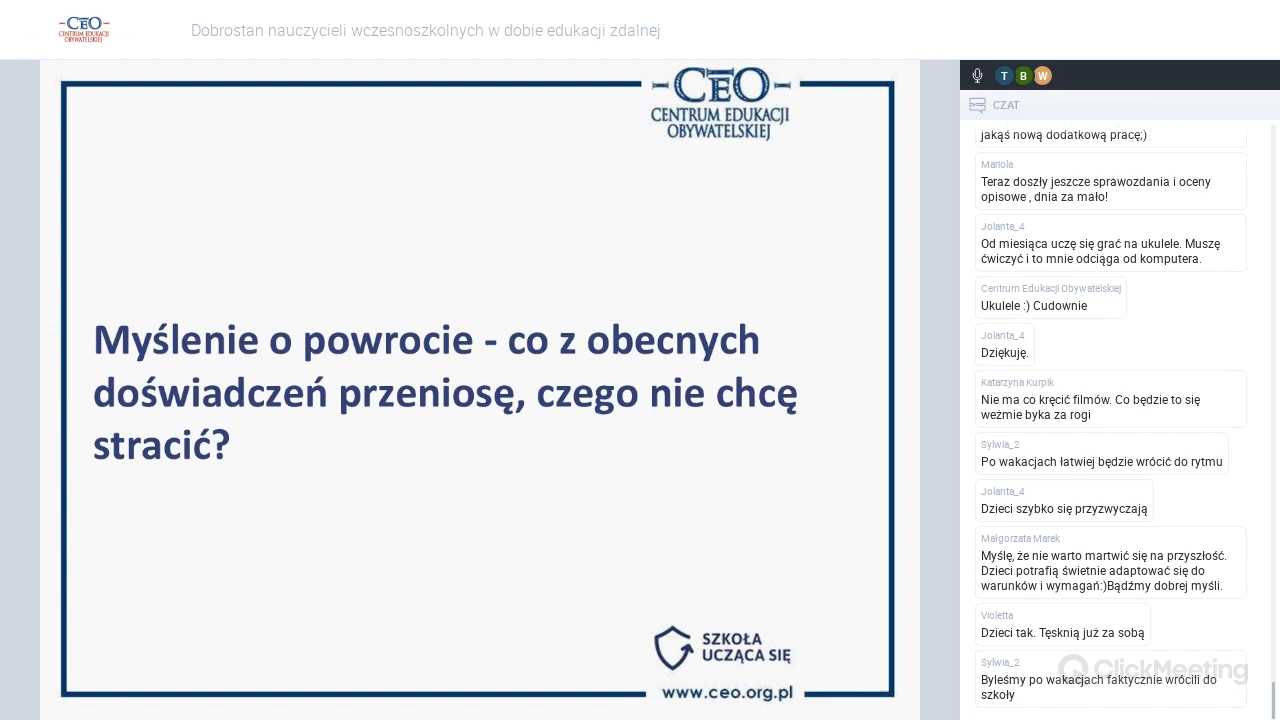 CEO
CENTRUM EDUKACJI
OBYWATELSKIEJ
Dobrostan nauczycieli wczesnoszkolnych w dobie edukacji zdalnej
CEO
CENTRUM EDUKACJI
OBYWATELSKIEJ
Myślenie o powrocie - co z obecnych
doświadczeń przeniosę, czego nie chcę
stracić?
SZKOŁA
UCZĄCA SIĘ
www.ceo.org.pl
T B W
CZAT
jakąś nową dodatkową pracę;)
Mariola
Teraz doszły jeszcze sprawozdania i oceny
opisowe , dnia za mało!
Jolanta_4
Od miesiąca uczę się grać na ukulele. Muszę
ćwiczyć i to mnie odciąga od komputera.
Centrum Edukacji Obywatelskiej
Ukulele :) Cudownie
Jolanta_4
Dziękuję.
Katarzyna Kurpik
Nie ma co kręcić filmów. Co będzie to się
weźmie byka za rogi
Sylwia_2
Po wakacjach łatwiej będzie wrócić do rytmu
Jolanta_4
Dzieci szybko się przyzwyczają
Małgorzata Marek
Myślę, że nie warto martwić się na przyszłość.
Dzieci potrafią świetnie adaptować się do
warunków i wymagań:)Bądźmy dobrej myśli.
Violetta
Dzieci tak. Tęsknią już za sobą
Sylwia_2
Byleśmy po wakacjach faktycznie wrócili do
szkoły
ClickMeeting